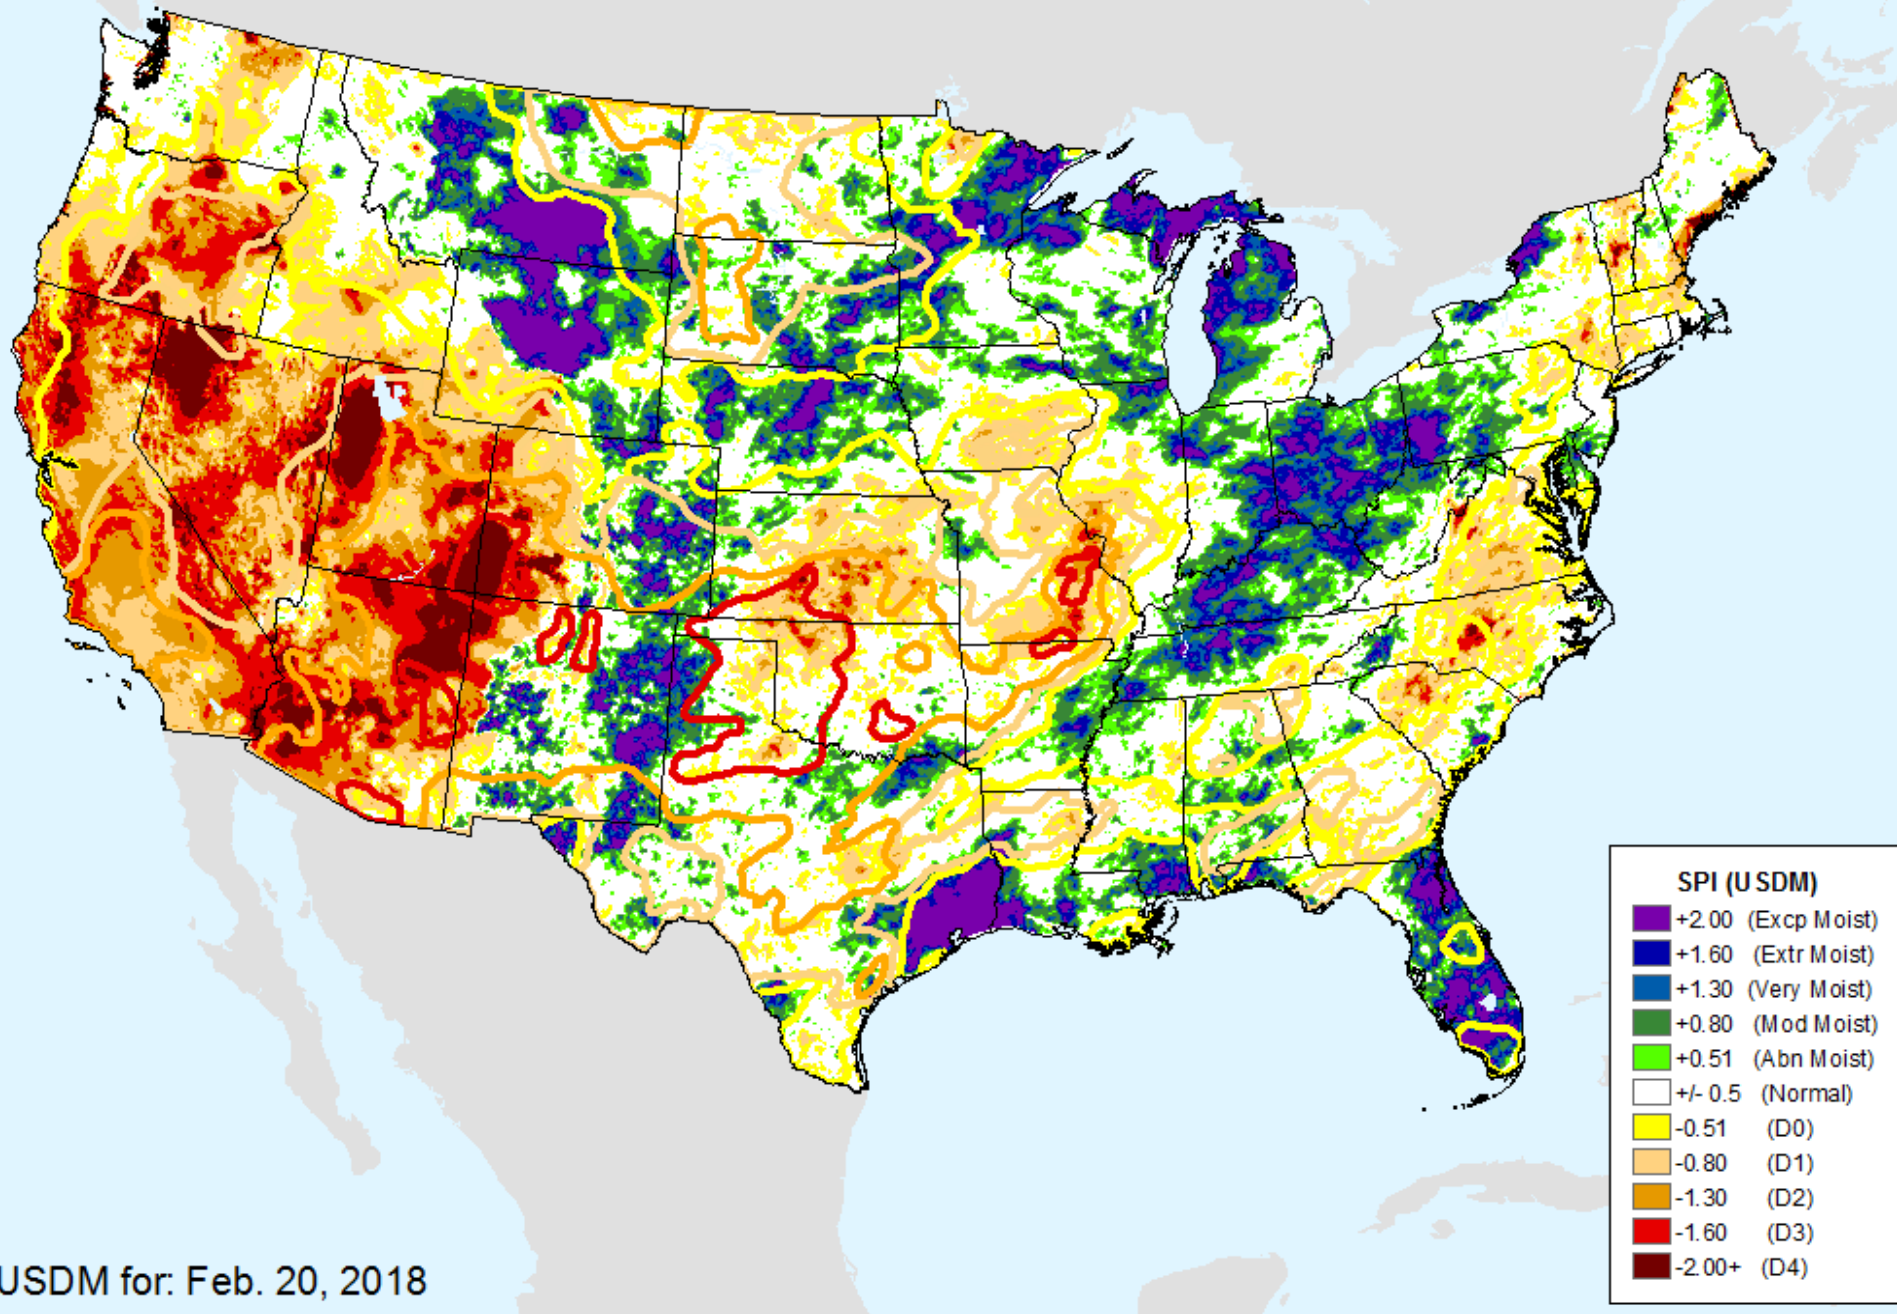 SPI (USDM)
+2.00 (Excp Moist)
+1.60 (Extr Moist)
+1.30 (Very Moist)
+0.80 (Mod Moist)
+0.51 (Abn Moist)
+/- 0.5 (Normal)
-0.51 (D0)
-0.80 (D1)
-1.30 (D2)
-1.60 (D3)
-2.00+ (D4)
USDM for: Feb. 20, 2018